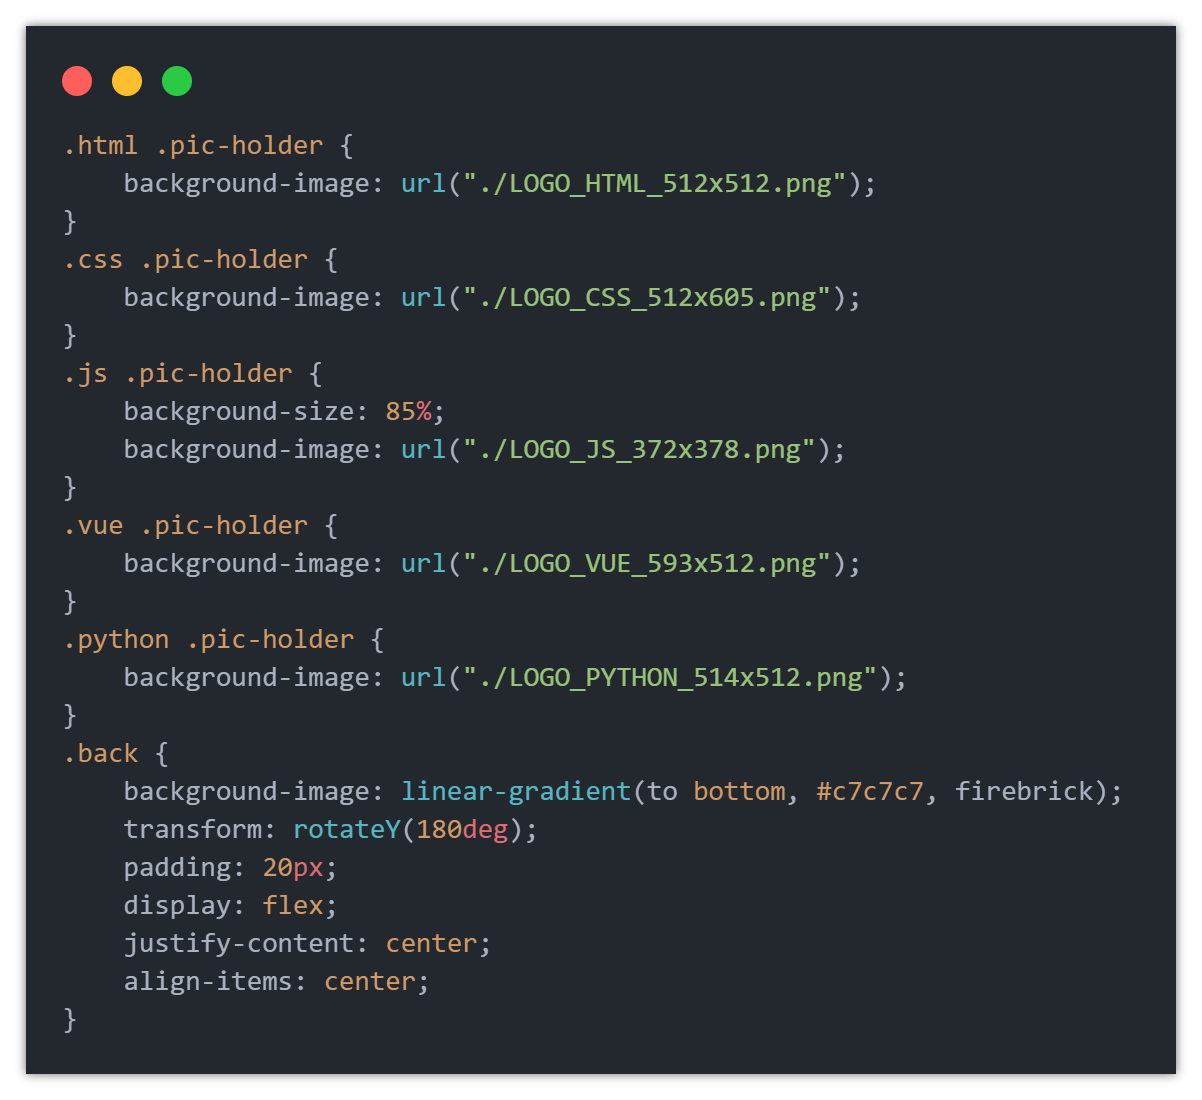 .html .pic-holder {
    background-image: url("./LOGO_HTML_512x512.png");
}
.css .pic-holder {
    background-image: url("./LOGO_CSS_512x605.png");
}
.js .pic-holder {
    background-size: 85%;
    background-image: url("./LOGO_JS_372x378.png");
}
.vue .pic-holder {
    background-image: url("./LOGO_VUE_593x512.png");
}
.python .pic-holder {
    background-image: url("./LOGO_PYTHON_514x512.png");
}
.back {
    background-image: linear-gradient(to bottom, #c7c7c7, firebrick);
    transform: rotateY(180deg);
    padding: 20px;
    display: flex;
    justify-content: center;
    align-items: center;
}